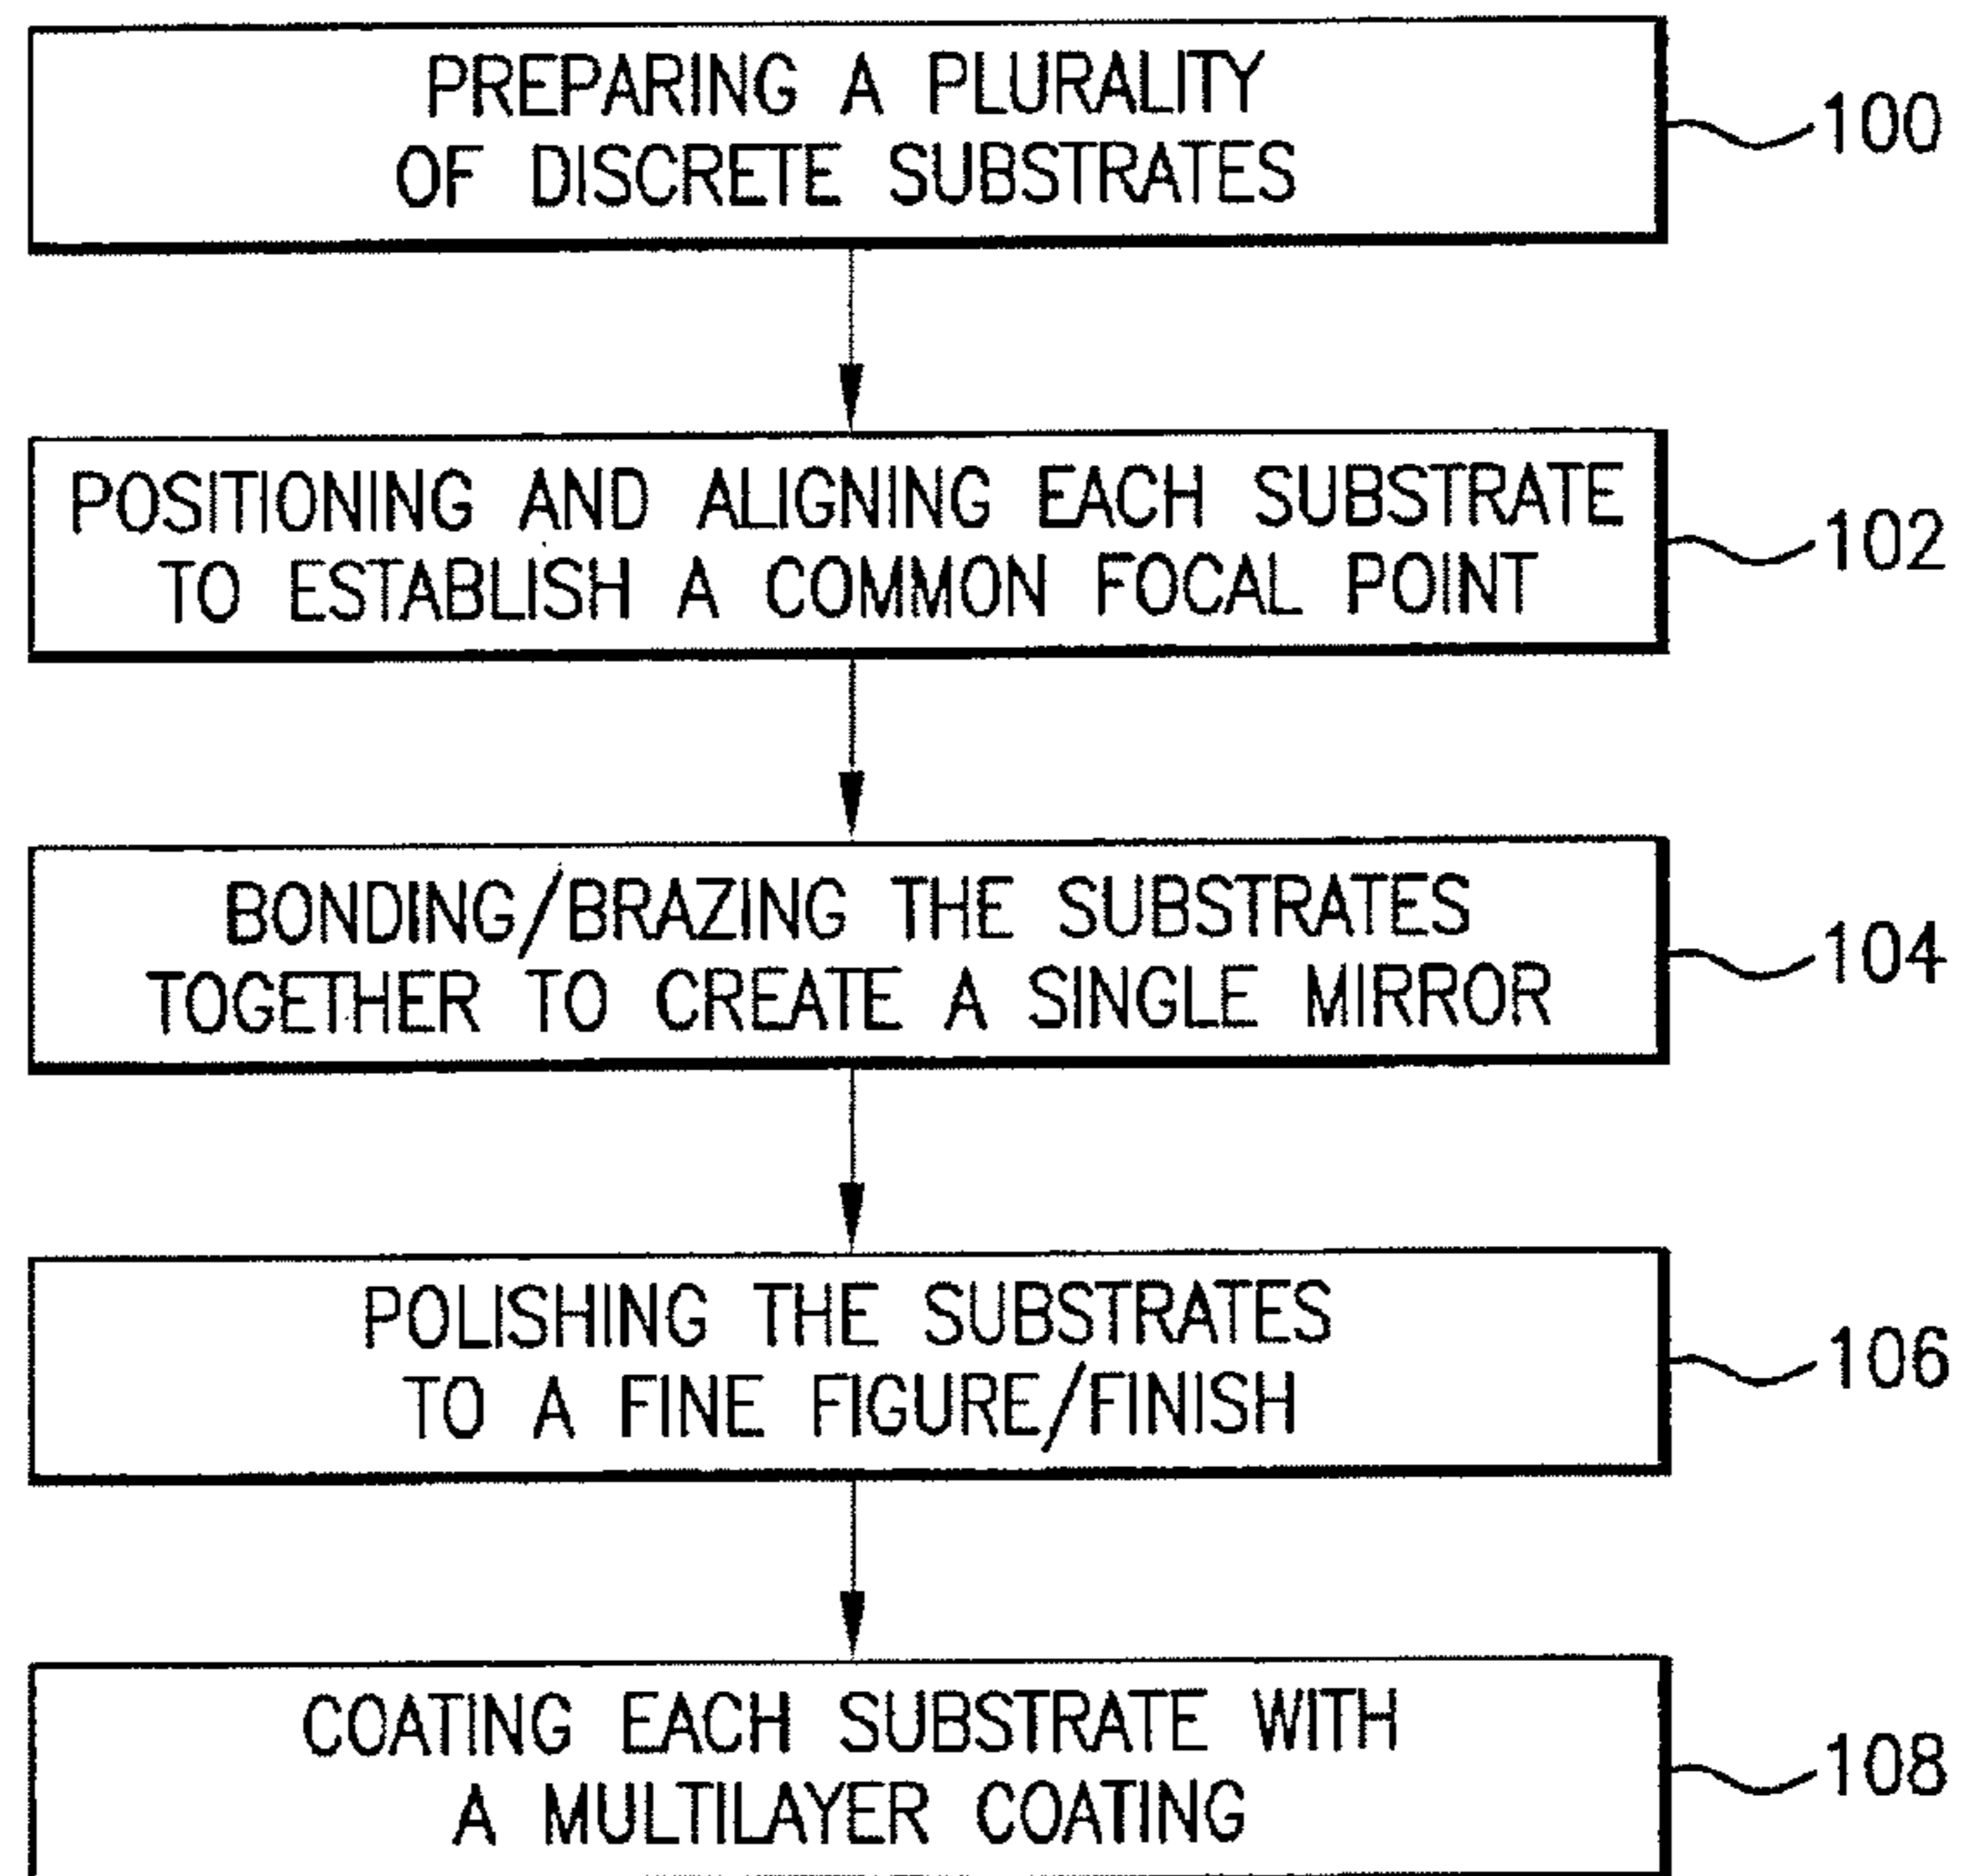 PREPARING A PLURALITY
OF DISCRETE SUBSTRATES
100
POSITIONING AND ALIGNING EACH SUBSTRATE
TO ESTABLISH A COMMON FOCAL POINT
102
BONDING/BRAZING THE SUBSTRATES
TOGETHER TO CREATE A SINGLE MIRROR
104
POLISHING THE SUBSTRATES
TO A FINE FIGURE/FINISH
106
COATING EACH SUBSTRATE WITH
A MULTILAYER COATING
108